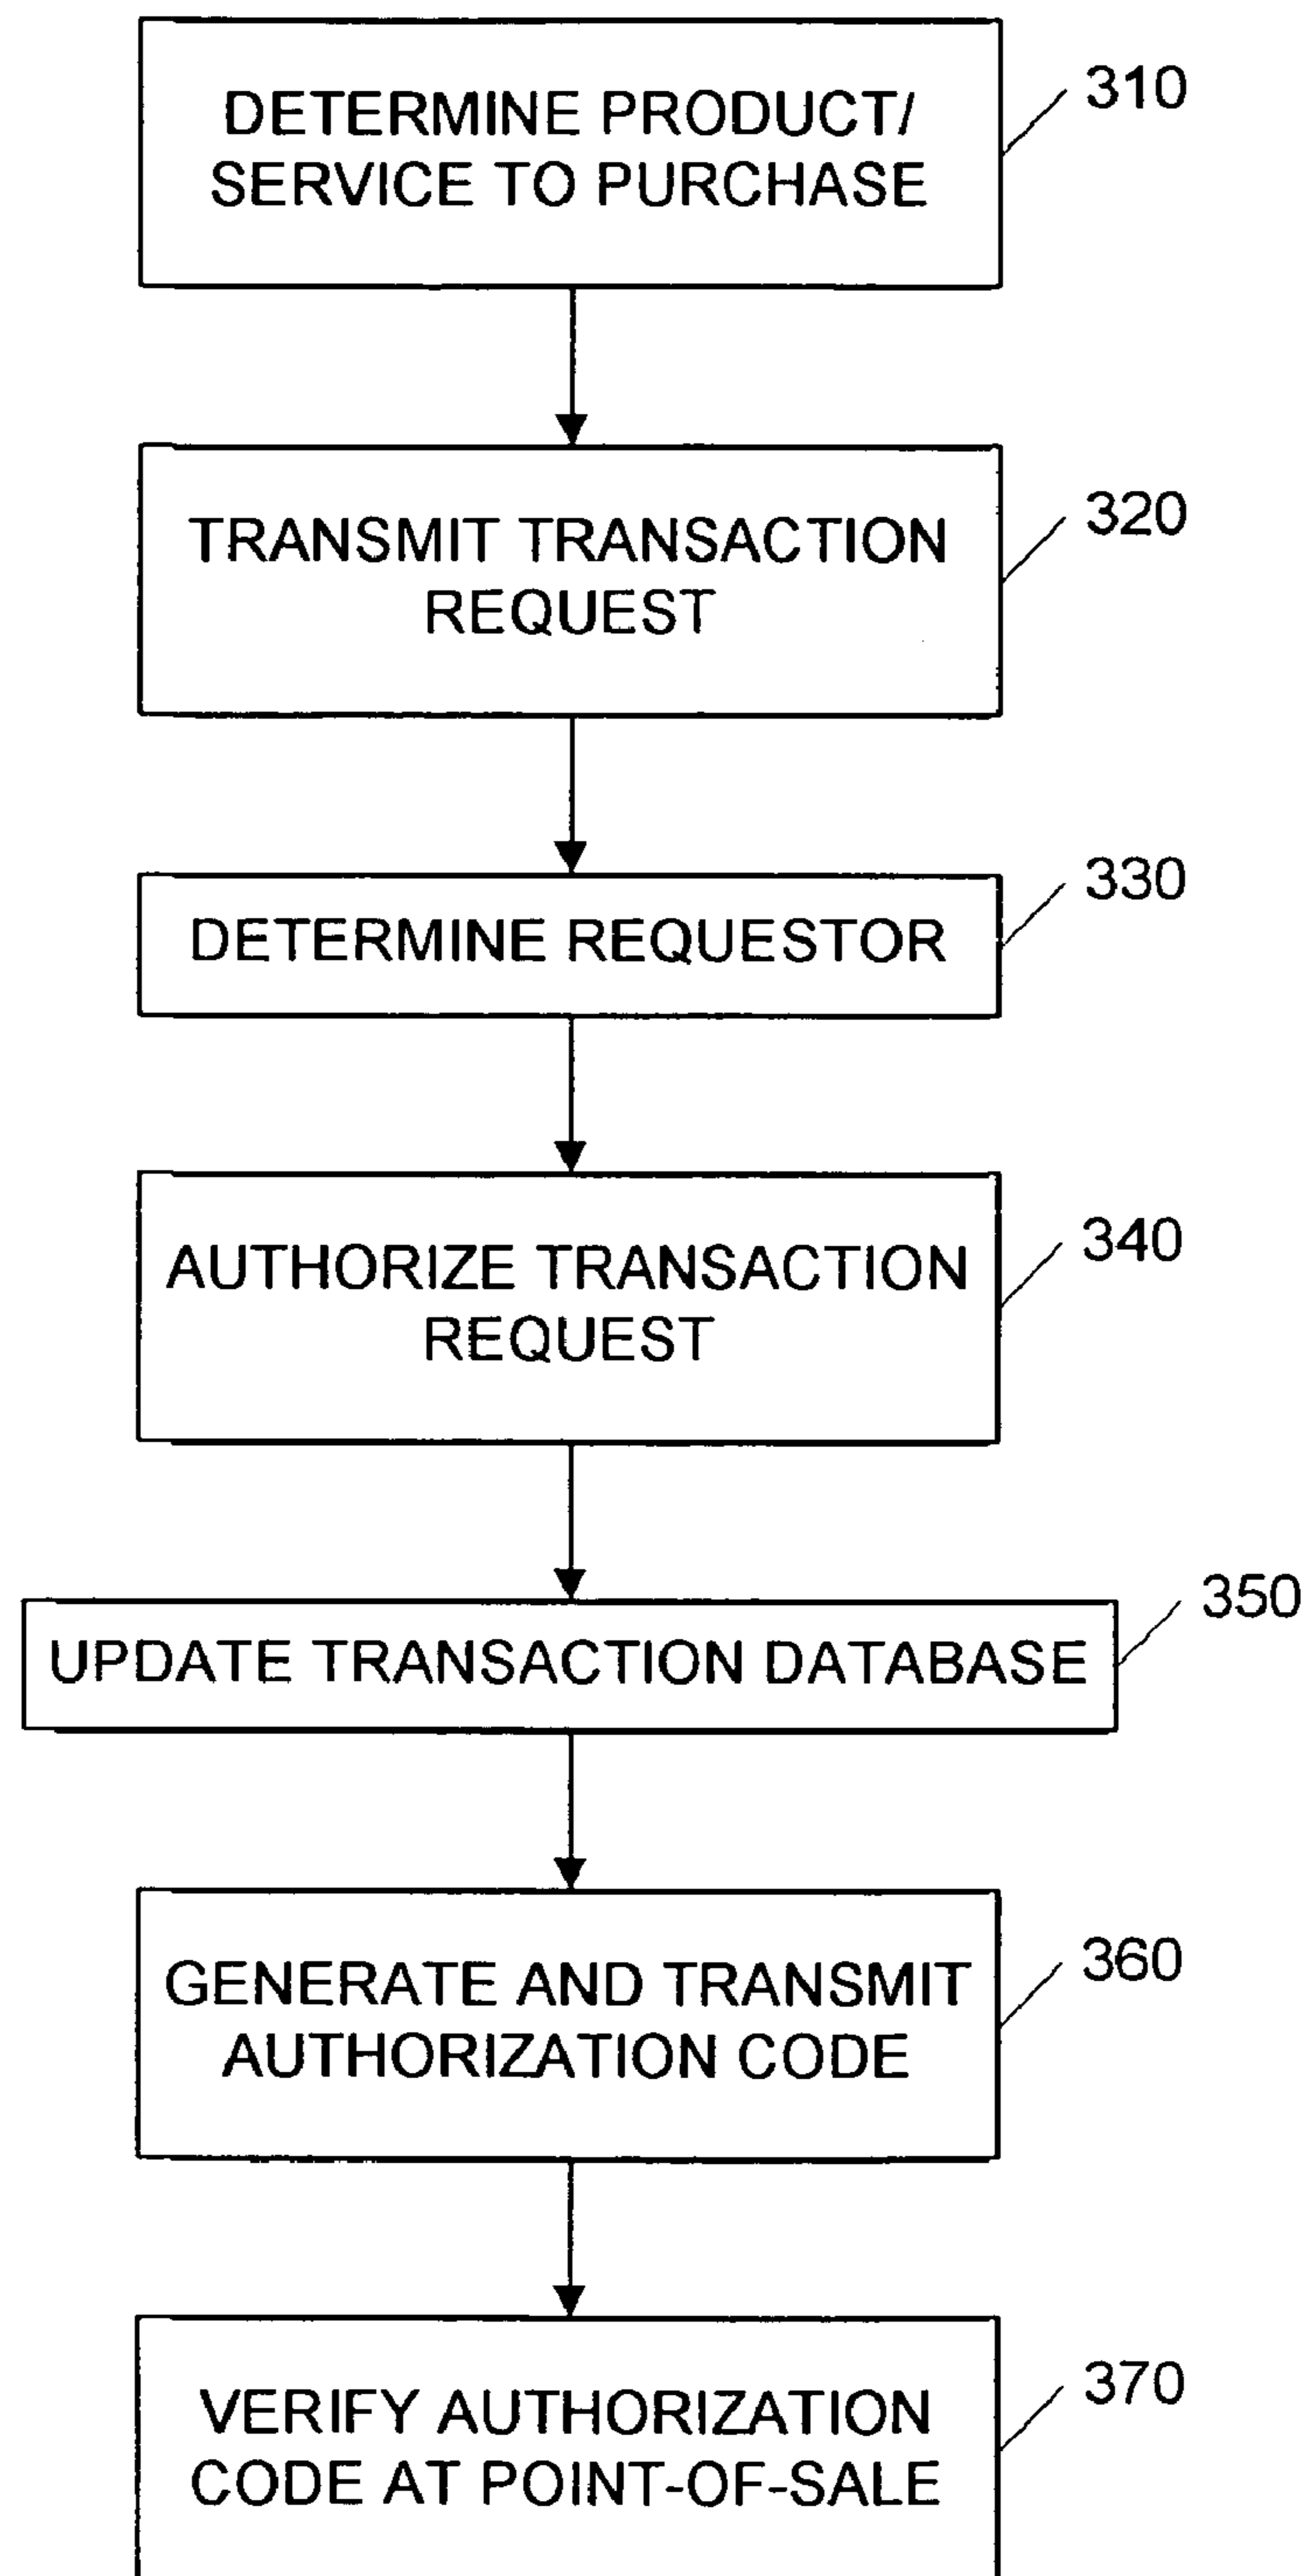 DETERMINE PRODUCT/
SERVICE TO PURCHASE
310
TRANSMIT TRANSACTION
REQUEST
320
DETERMINE REQUESTOR
330
AUTHORIZE TRANSACTION
REQUEST
340
UPDATE TRANSACTION DATABASE
350
GENERATE AND TRANSMIT
AUTHORIZATION CODE
360
VERIFY AUTHORIZATION
CODE AT POINT-OF-SALE
370